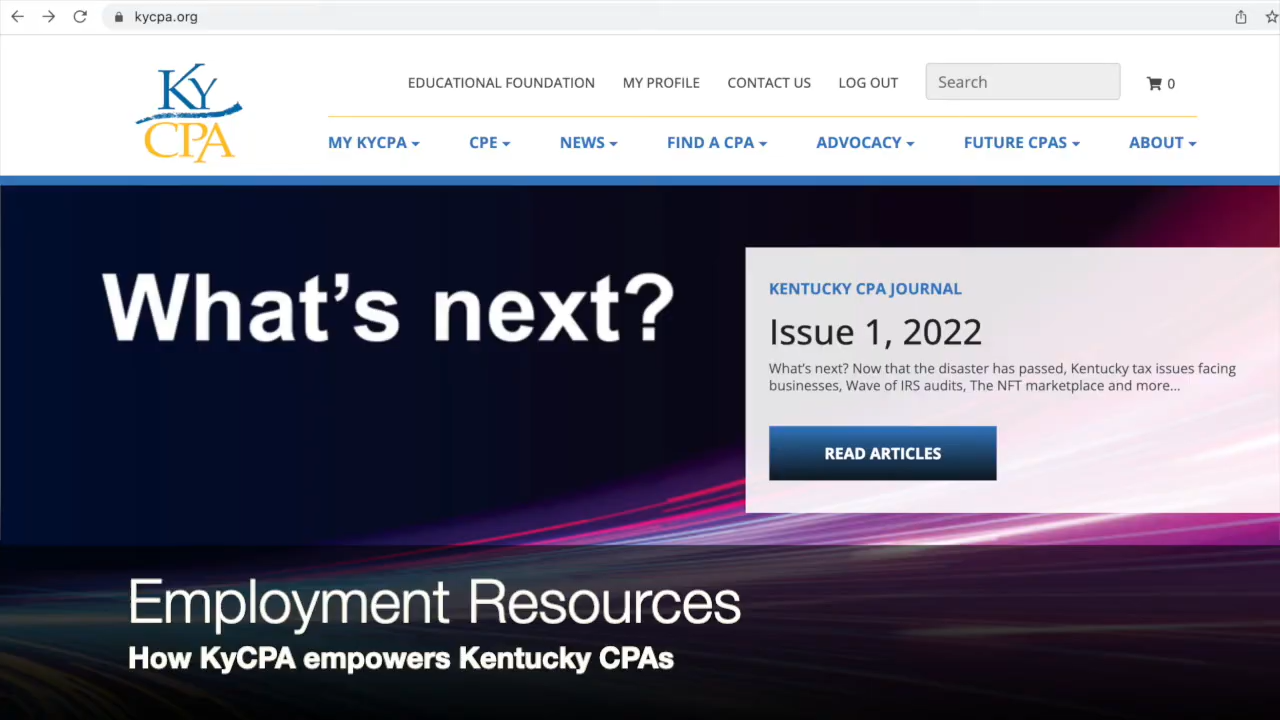 kycpa.org
KY
CPA
EDUCATIONAL FOUNDATION MY PROFILE CONTACT US LOG OUT Search 0
MY KYCPA CPE NEWS FIND A CPA ADVOCACY FUTURE CPAS ABOUT
What's next?
KENTUCKY CPA JOURNAL
Issue 1, 2022
What's next? Now that the disaster has passed, Kentucky tax issues facing
businesses, Wave of IRS audits, The NFT marketplace and more...
READ ARTICLES
Employment Resources
How KyCPA empowers Kentucky CPAs